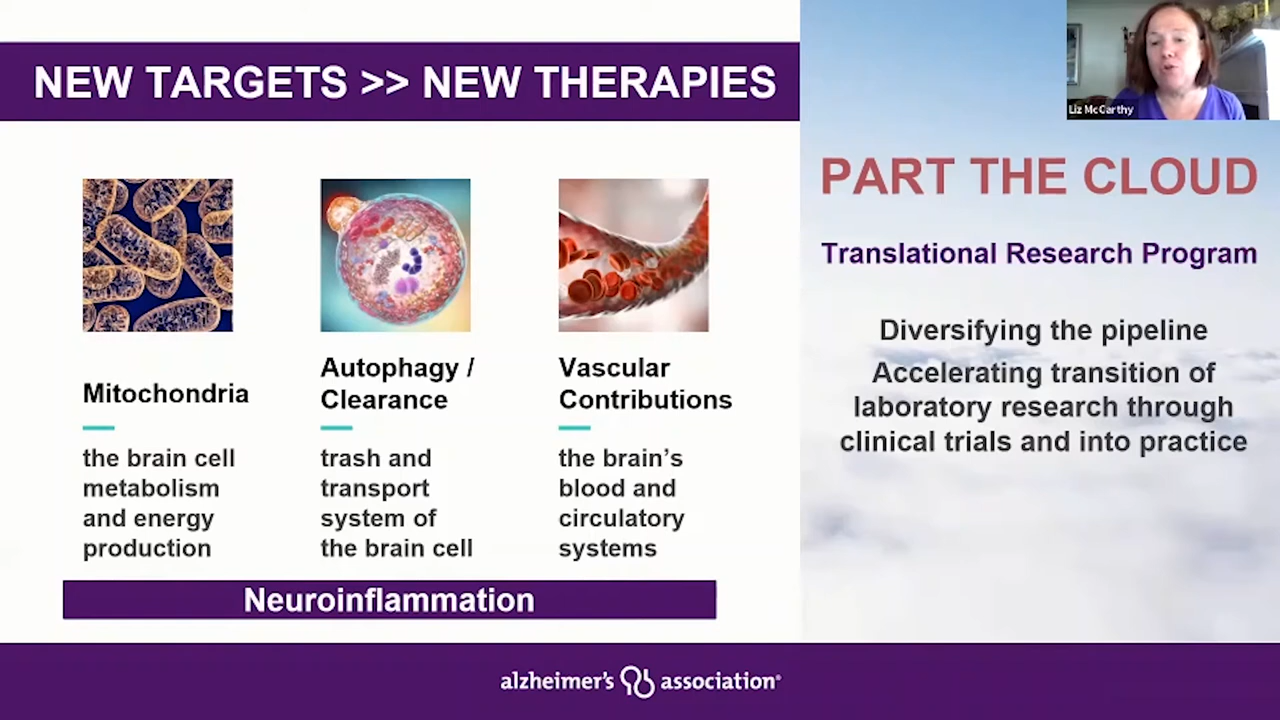 NEW TARGETS >> NEW THERAPIES
Mitochondria
the brain cell
metabolism
and energy
production
Autophagy /
Clearance
trash and
transport
system of
the brain cell
Vascular
Contributions
the brain’s
blood and
circulatory
systems
Neuroinflammation
Liz McCarthy
PART THE CLOUD
Translational Research Program
Diversifying the pipeline
Accelerating transition of
laboratory research through
clinical trials and into practice
alzheimer's association®